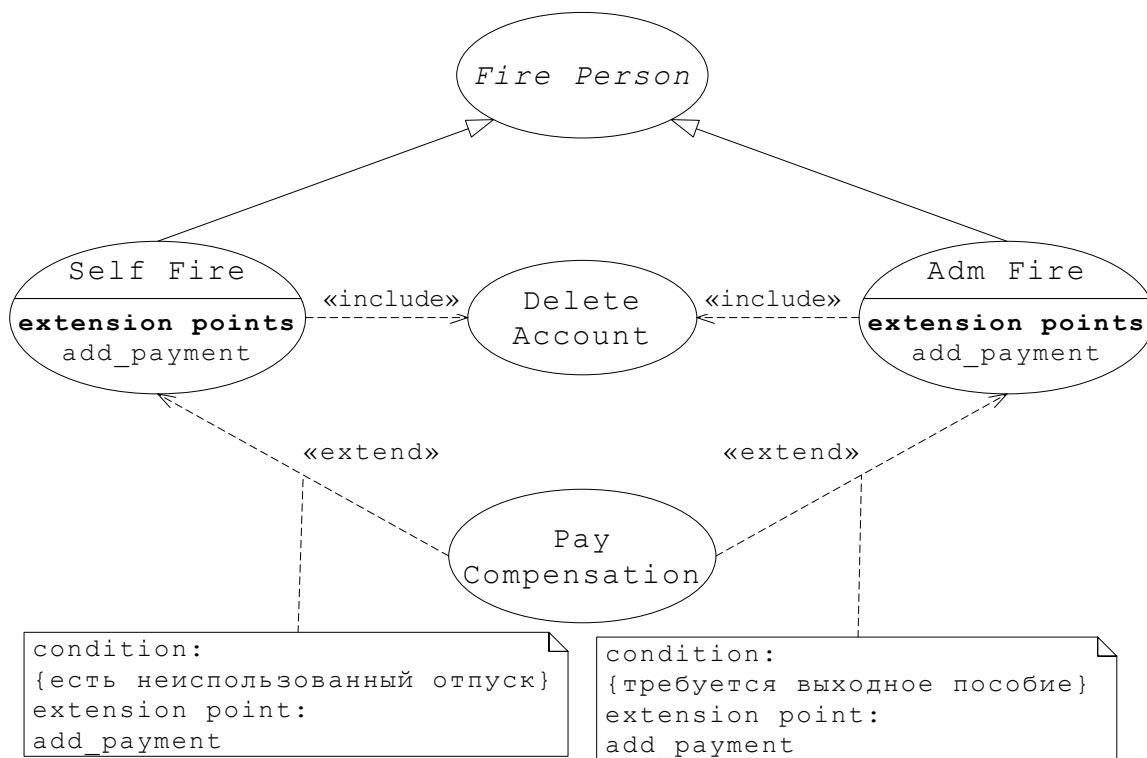 Fire Person
Self Fire
extension points
add_payment
«include»
Delete
Account
«include»
Adm Fire
extension points
add_payment
«extend»
«extend»
Pay
Compensation
condition:
{есть неиспользованный отпуск}
extension point:
add_payment
condition:
{требуется выходное пособие}
extension point:
add_payment